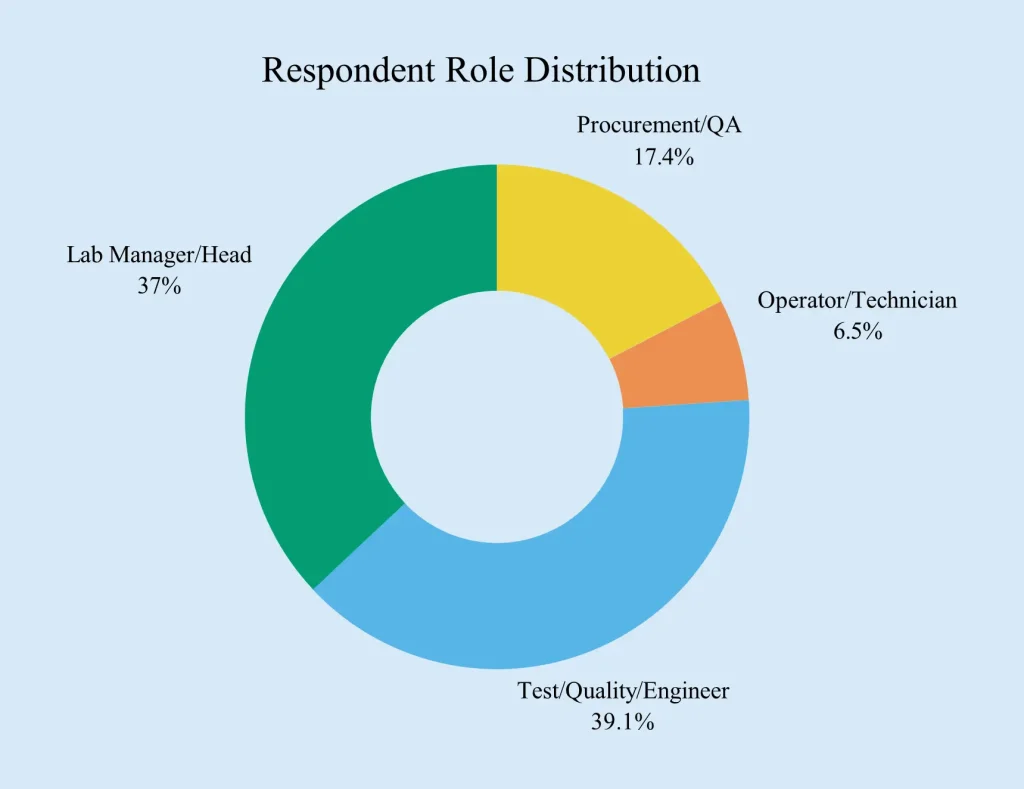 Respondent Role Distribution
Procurement/QA
17.4%
Lab Manager/Head
37%
Operator/Technician
6.5%
Test/Quality/Engineer
39.1%